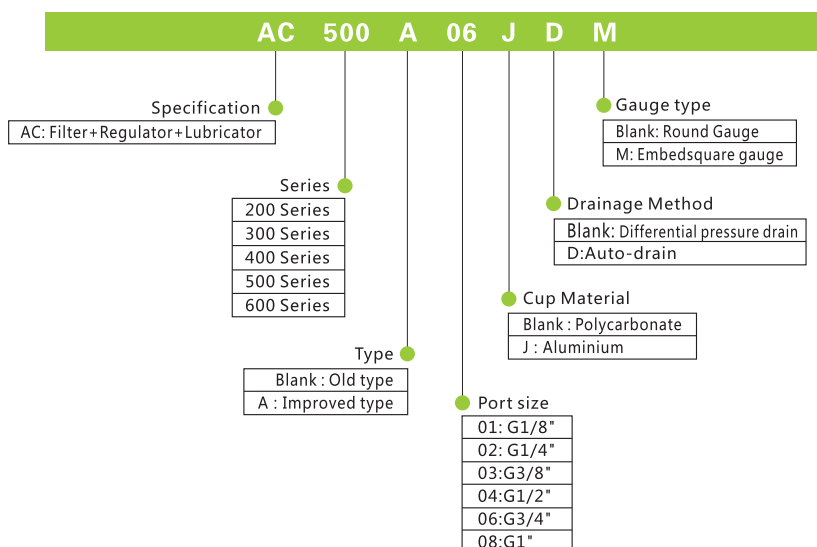 AC 500 A 06 J D M
Specification
AC: Filter+Regulator+Lubricator
Series
200 Series
300 Series
400 Series
500 Series
600 Series
Type
Blank : Old type
A : Improved type
Port size
01: G1/8"
02: G1/4"
03:G3/8"
04:G1/2"
06:G3/4"
08:G1"
Cup Material
Blank : Polycarbonate
J : Aluminium
Drainage Method
Blank: Differential pressure drain
D:Auto-drain
Gauge type
Blank: Round Gauge
M: Embedsquare gauge